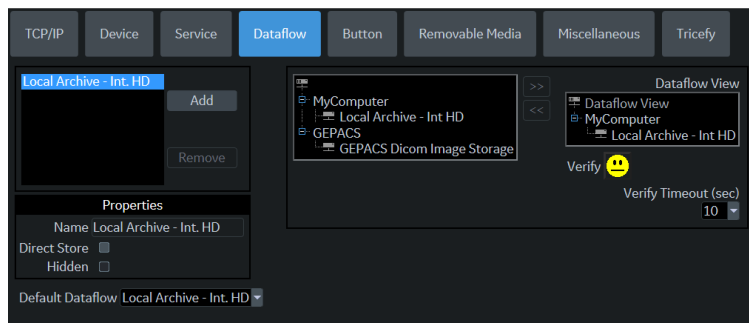 TCP/IP Device Service Dataflow Button Removable Media Miscellaneous Tricefy
Local Archive - Int. HD
Add
Remove
Properties
Name Local Archive - Int. HD
Direct Store
Hidden
Default Dataflow Local Archive - Int. HD
MyComputer
Local Archive - Int HD
GEPACS
GEPACS Dicom Image Storage
>>
<<
Dataflow View
Dataflow View
MyComputer
Local Archive - Int HD
Verify
Verify Timeout (sec)
10